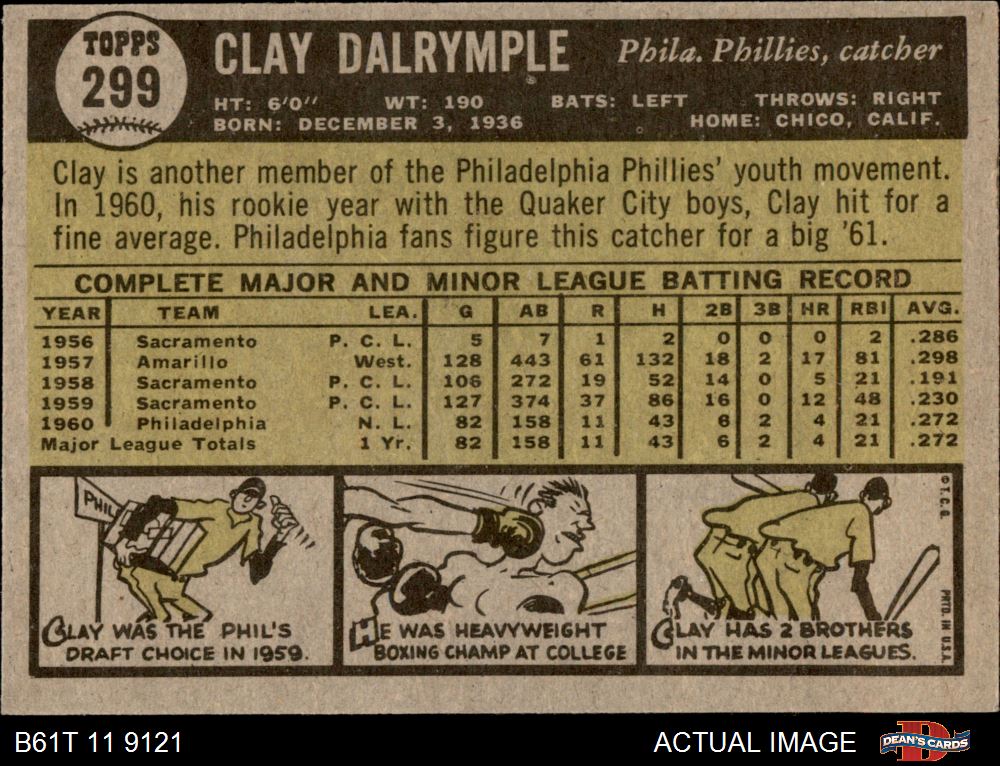 TOPPS
299
CLAY DALRYMPLE
Phila. Phillies, catcher
HT: 6'0" WT: 190 BATS: LEFT THROWS: RIGHT
BORN: DECEMBER 3, 1936 HOME: CHICO, CALIF.
Clay is another member of the Philadelphia Phillies' youth movement.
In 1960, his rookie year with the Quaker City boys, Clay hit for a
fine average. Philadelphia fans figure this catcher for a big '61.
COMPLETE MAJOR AND MINOR LEAGUE BATTING RECORD
YEAR TEAM LEA. G AB R H 2B 3B HR RBI AVG.
1956 Sacramento P. C. L. 5 7 1 2 0 0 0 2 .286
1957 Amarillo West. 128 443 61 132 18 2 17 81 .298
1958 Sacramento P. C. L. 106 272 19 52 14 0 5 21 .191
1959 Sacramento P. C. L. 127 374 37 86 16 0 12 48 .230
1960 Philadelphia N. L. 82 158 11 43 6 2 4 21 .272
Major League Totals 1 Yr. 82 158 11 43 6 2 4 21 .272
PHIL
CLAY WAS THE PHIL'S
DRAFT CHOICE IN 1959.
HE WAS HEAVYWEIGHT
BOXING CHAMP AT COLLEGE
CLAY HAS 2 BROTHERS
IN THE MINOR LEAGUES.
© T.C.G.
PRTD. IN U.S.A.
B61T 11 9121
ACTUAL IMAGE
D
DEAN'S CARDS